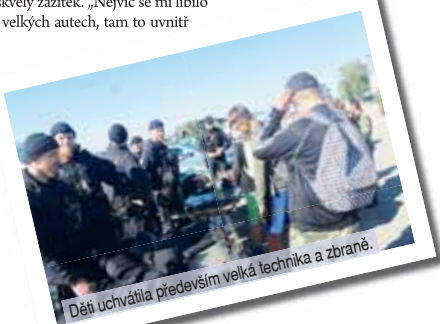 skvělý zážitek. „Nejvíc se mi líbilo
velkých autech, tam to uvnitř
Děti uchvátila především velká technika a zbraně.